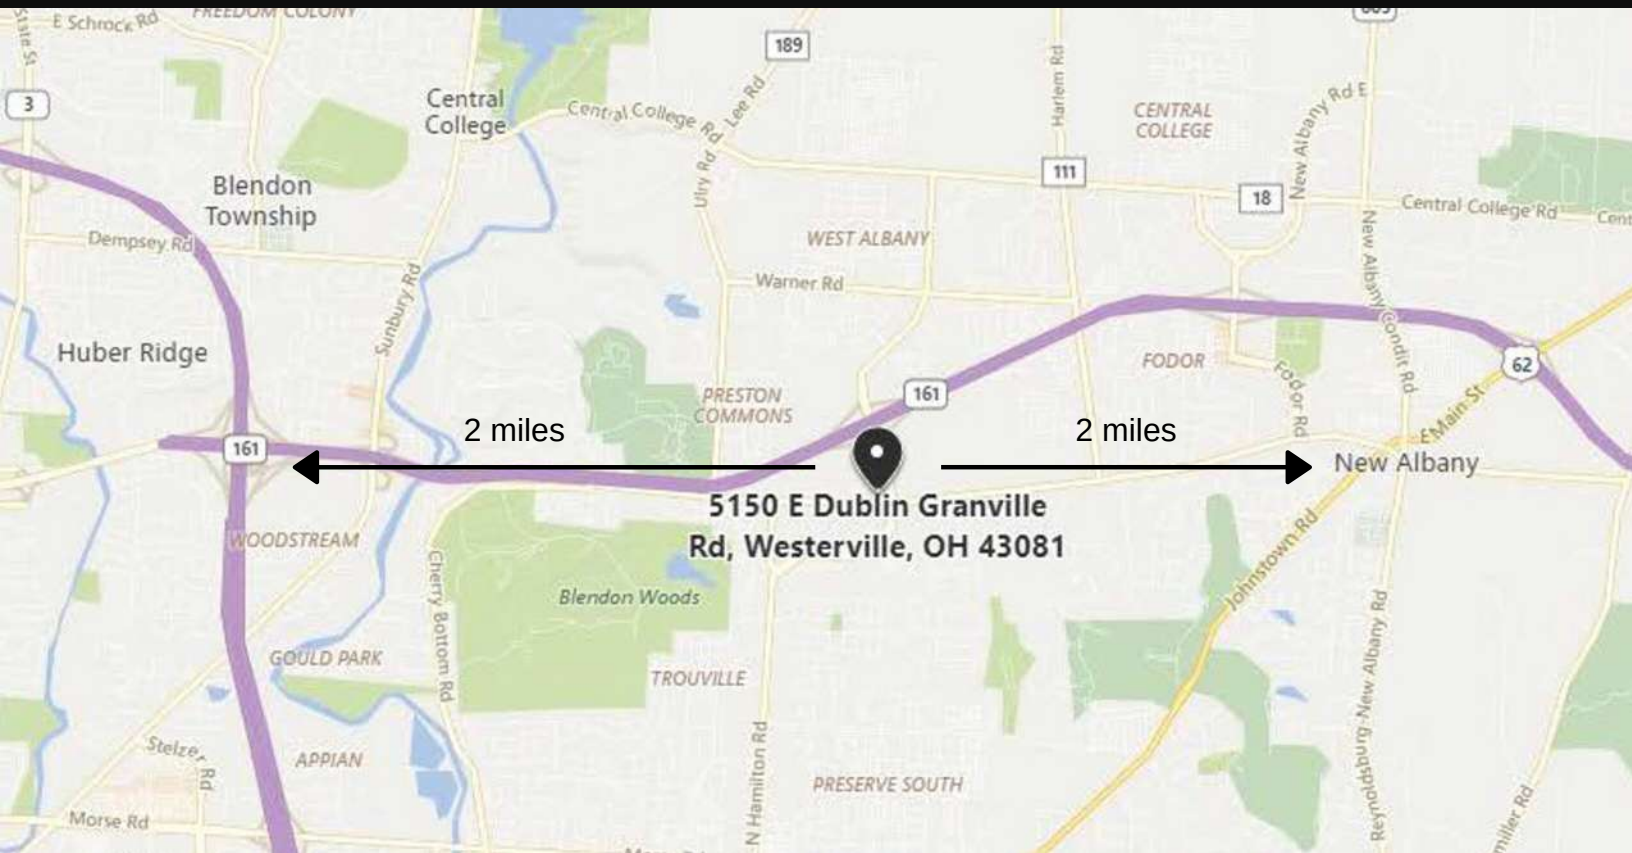 FREEDOM COLONY
E Schrock Rd
State St
189
3
Central
College
Central College Rd
Lee Rd
Harlem Rd
CENTRAL
COLLEGE
New Albany Rd E
Ulry Rd
111
18
Central College Rd
Cent
Blendon
Township
Dempsey Rd
WEST ALBANY
Warner Rd
Sunbury Rd
New Albany Condit Rd
Huber Ridge
FODOR
Fodor Rd
62
PRESTON
COMMONS
161
161
2 miles
2 miles
E Main St
New Albany
5150 E Dublin Granville
Rd, Westerville, OH 43081
WOODSTREAM
Johnstown Rd
Cherry Bottom Rd
Blendon Woods
GOULD PARK
TROUVILLE
Reynoldsburg-New Albany Rd
Stelzer Rd
APPIAN
N Hamilton Rd
PRESERVE SOUTH
Morse Rd
miller Rd